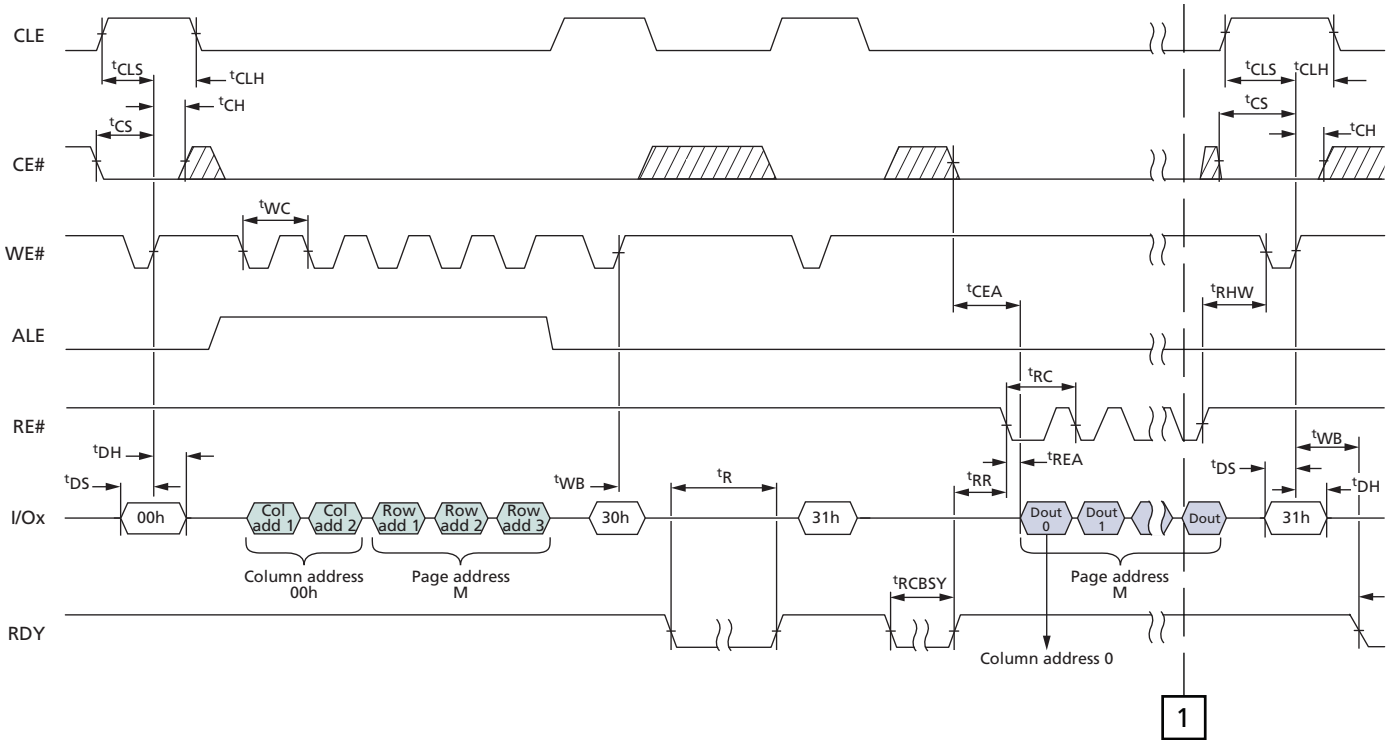 CLE
tCLS
tCLH
tCLS
tCLH
tCH
tCS
tCS
tCH
CE#
tWC
WE#
tCEA
tRHW
ALE
tRC
RE#
tDH
tREA
tWB
tDS
tWB
tR
tRR
tDS
tDH
I/Ox
00h
Col add 1
Col add 2
Row add 1
Row add 2
Row add 3
30h
31h
Dout 0
Dout 1
Dout
31h
Column address 00h
Page address M
tRCBSY
Page address M
RDY
Column address 0
1